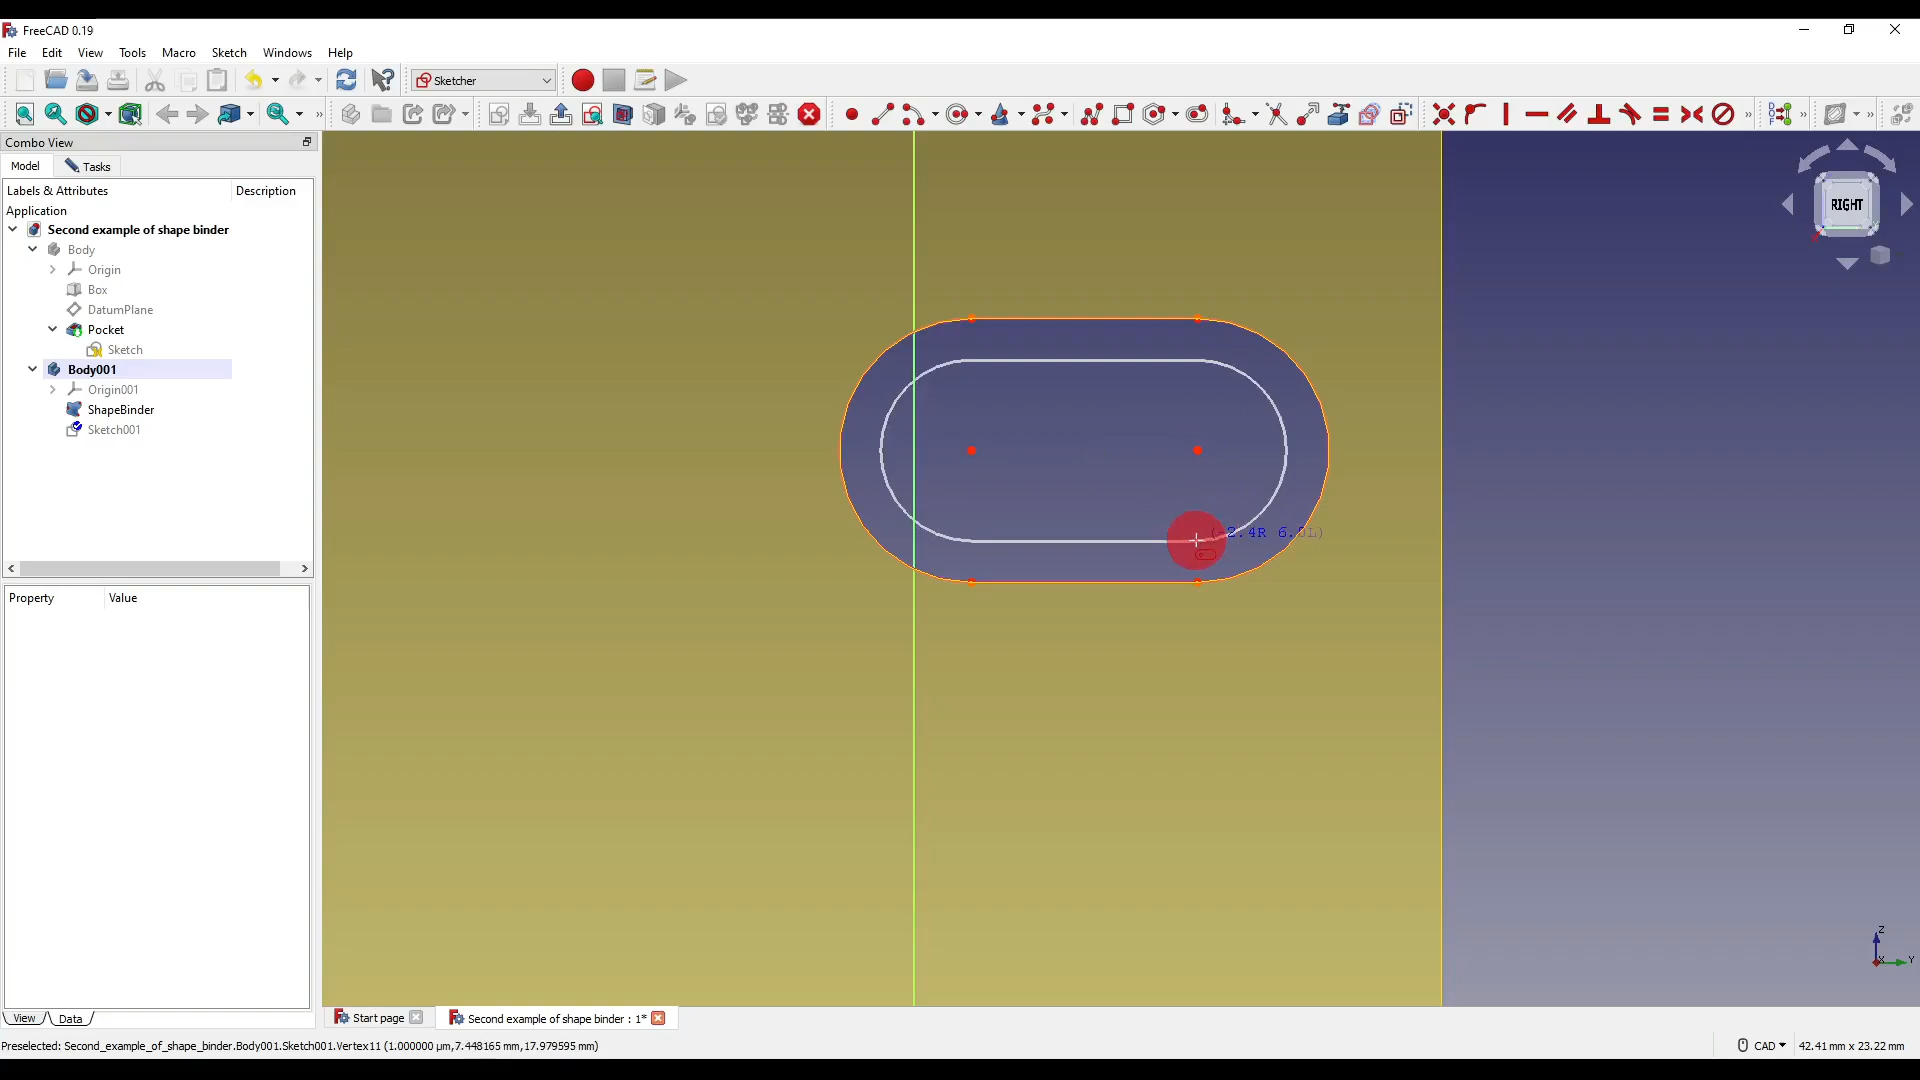 FreeCAD 0.19
File Edit View Tools Macro Sketch Windows Help
Sketcher
Combo View
Model Tasks
Labels & Attributes Description
Application
Second example of shape binder
Body
Origin
Box
DatumPlane
Pocket
Sketch
Body001
Origin001
ShapeBinder
Sketch001
Property Value
View Data
RIGHT
Z
Y
X
Start page
Second example of shape binder : 1*
Preselected: Second_example_of_shape_binder.Body001.Sketch001.Vertex11 (1.000000 µm,7.448165 mm,17.979595 mm)
CAD
42.41 mm x 23.22 mm